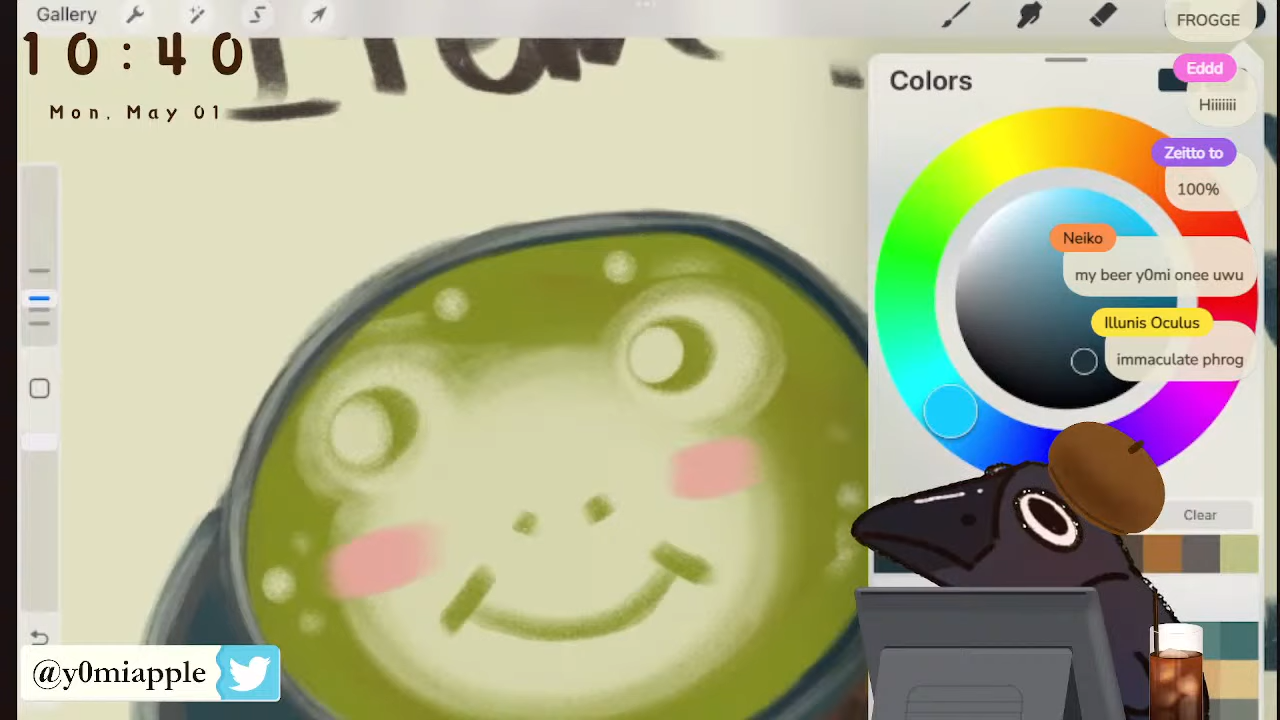 Gallery
10:40
Mon, May 01
Colors
FROGGE
Eddd
Hiiiiiii
Zeitto to
100%
Neiko
my beer y0mi onee uwu
Illunis Oculus
immaculate phrog
Clear
@y0miapple